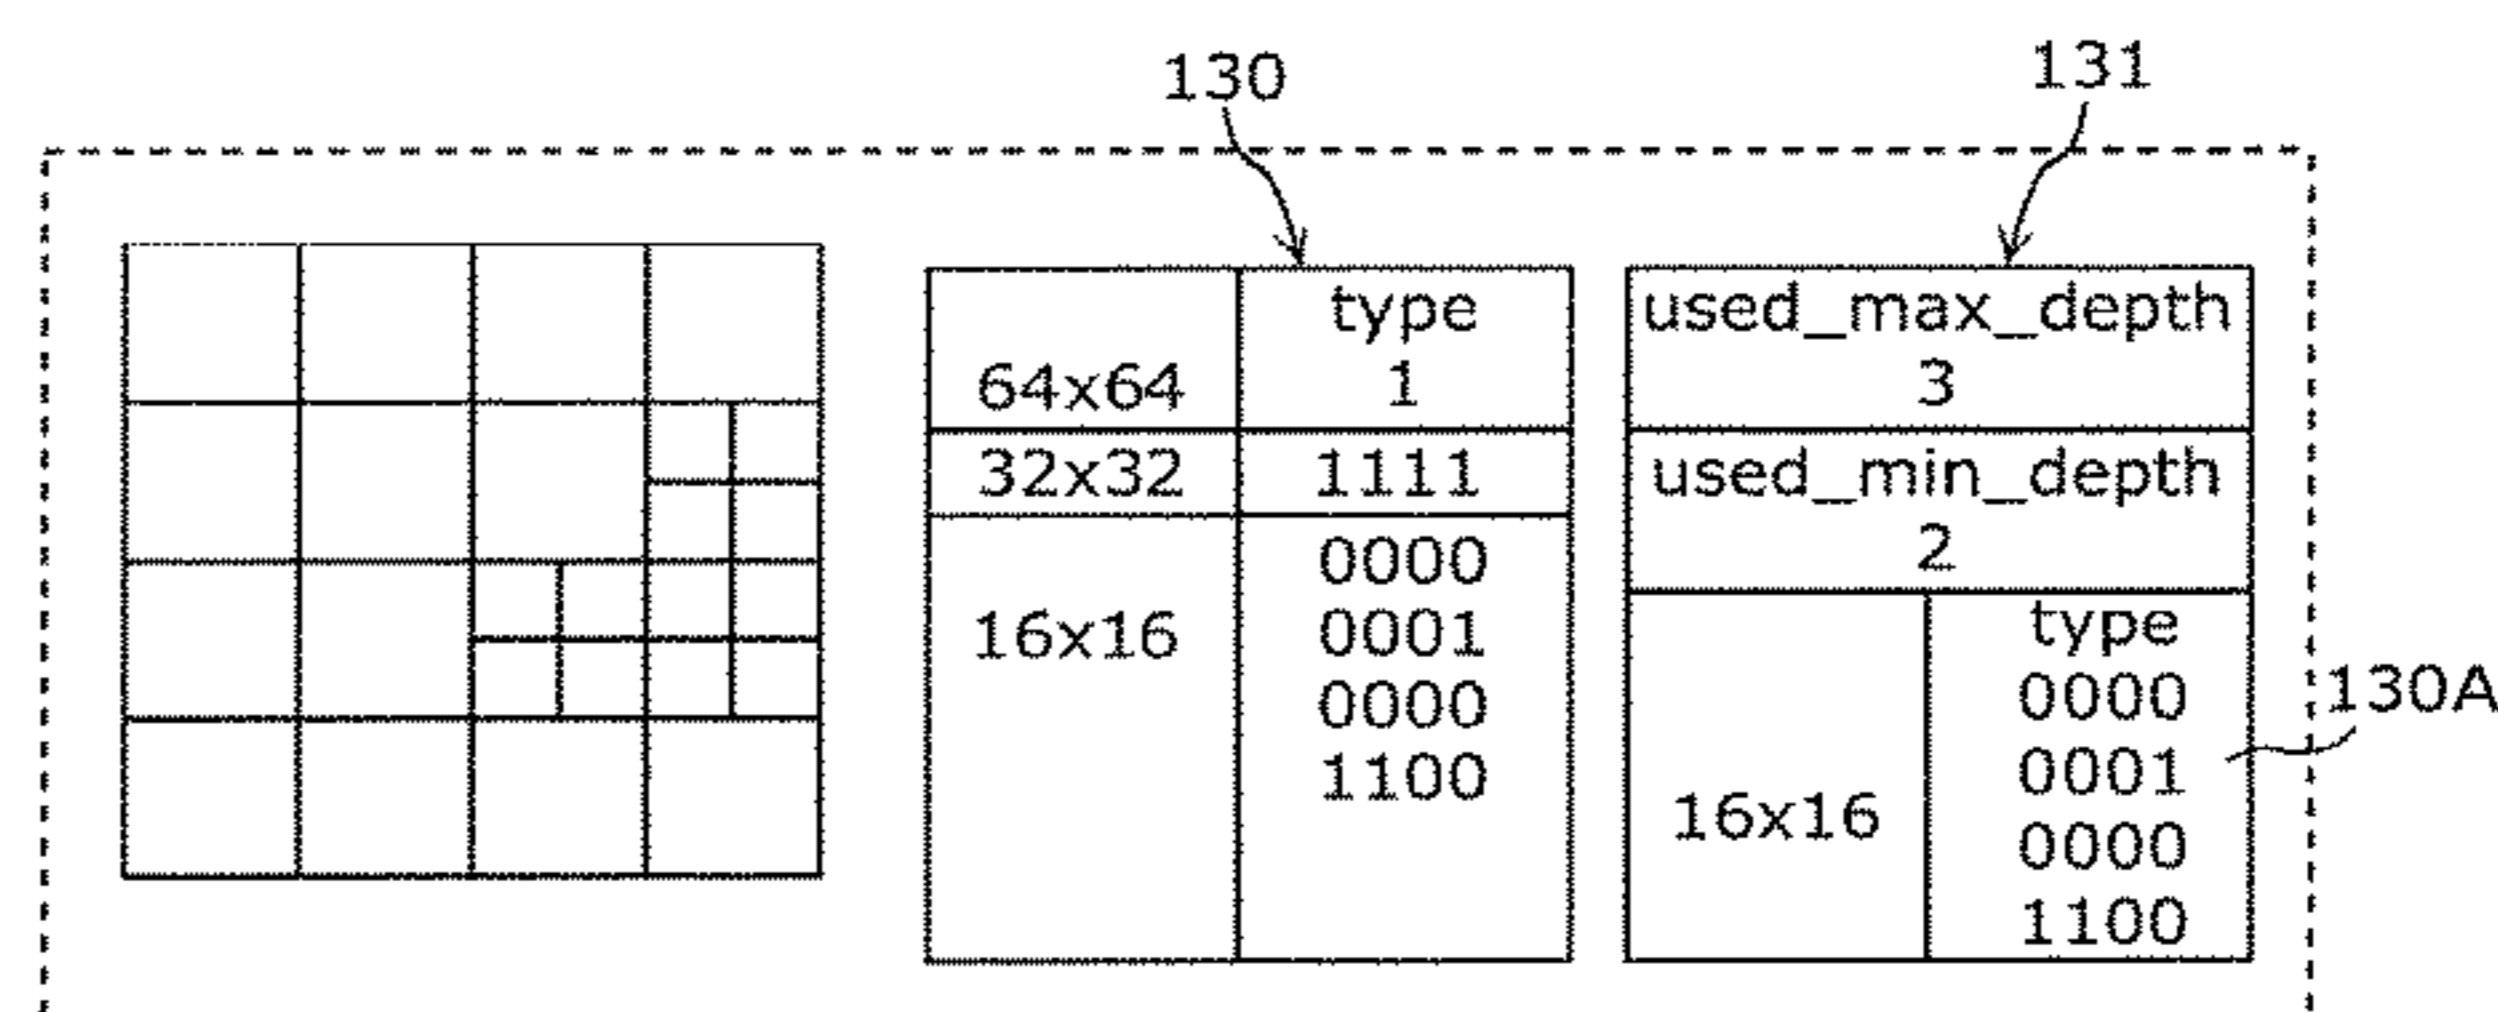 130
131
type
64x64 1
32x32 1111
0000
16x16 0001
0000
1100
used_max_depth
3
used_min_depth
2
type
0000
130A
0001
16x16
0000
1100